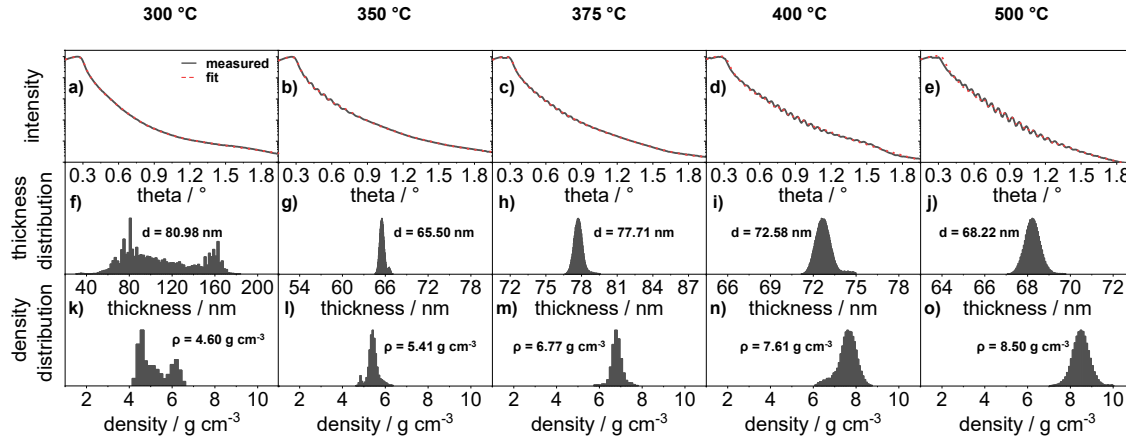 300 °C 350 °C 375 °C 400 °C 500 °C
intensity
measured
fit
a) b) c) d) e)
0.3 0.6 0.9 1.2 1.5 1.8 0.3 0.6 0.9 1.2 1.5 1.8 0.3 0.6 0.9 1.2 1.5 1.8 0.3 0.6 0.9 1.2 1.5 1.8 0.3 0.6 0.9 1.2 1.5 1.8
theta / ° theta / ° theta / ° theta / ° theta / °
thickness
distribution
f) g) h) i) j)
d = 80.98 nm d = 65.50 nm d = 77.71 nm d = 72.58 nm d = 68.22 nm
40 80 120 160 200 54 60 66 72 78 72 75 78 81 84 87 66 69 72 75 78 64 66 68 70 72
thickness / nm thickness / nm thickness / nm thickness / nm thickness / nm
density
distribution
k) l) m) n) o)
ρ = 4.60 g cm⁻³ ρ = 5.41 g cm⁻³ ρ = 6.77 g cm⁻³ ρ = 7.61 g cm⁻³ ρ = 8.50 g cm⁻³
2 4 6 8 10 2 4 6 8 10 2 4 6 8 10 2 4 6 8 10 2 4 6 8 10
density / g cm⁻³ density / g cm⁻³ density / g cm⁻³ density / g cm⁻³ density / g cm⁻³